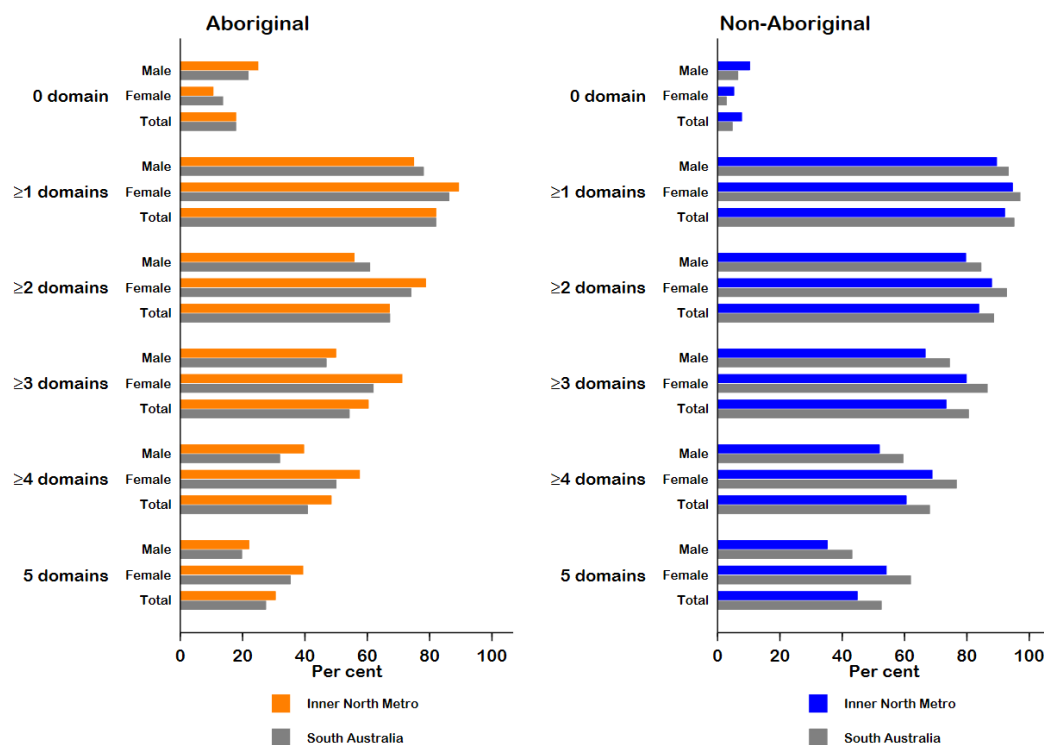 Aboriginal
0 domain
Male
Female
Total
≥1 domains
Male
Female
Total
≥2 domains
Male
Female
Total
≥3 domains
Male
Female
Total
≥4 domains
Male
Female
Total
5 domains
Male
Female
Total
0 20 40 60 80 100
Per cent
Inner North Metro
South Australia
Non-Aboriginal
0 domain
Male
Female
Total
≥1 domains
Male
Female
Total
≥2 domains
Male
Female
Total
≥3 domains
Male
Female
Total
≥4 domains
Male
Female
Total
5 domains
Male
Female
Total
0 20 40 60 80 100
Per cent
Inner North Metro
South Australia